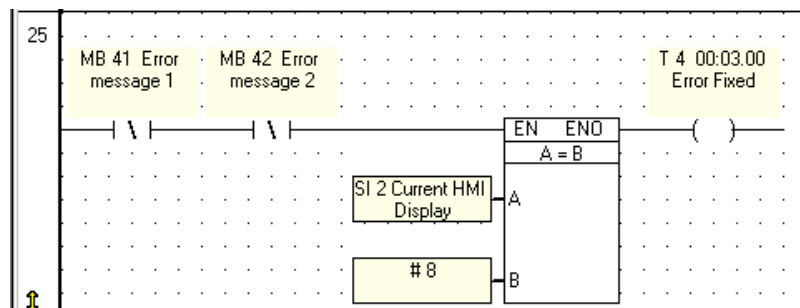 25
MB 41 Error
message 1
MB 42 Error
message 2
T 4 00:03.00
Error Fixed
EN ENO
A = B
SI 2 Current HMI
Display
A
# 8
B